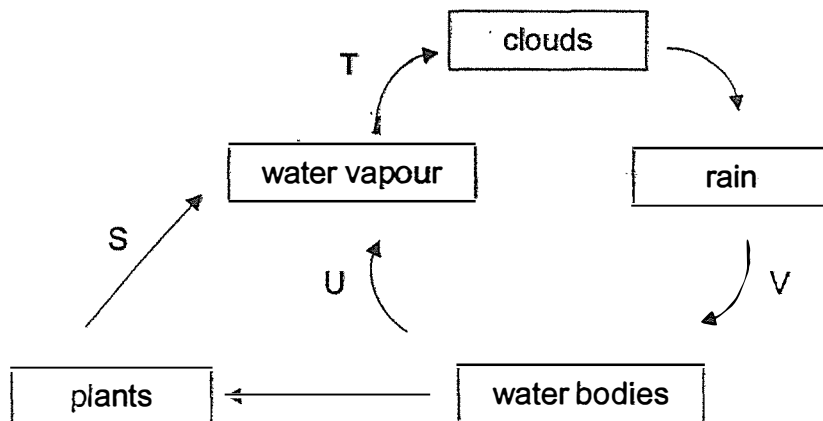 clouds
T
water vapour
rain
S
U
V
plants
water bodies